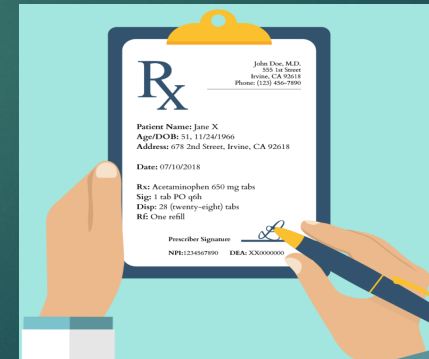 Rx
John Doe, M.D.
555 1st Street
Irvine, CA 92618
Phone: (123) 456-7890
Patient Name: Jane X
Age/DOB: 51, 11/24/1966
Address: 678 2nd Street, Irvine, CA 92618
Date: 07/10/2018
Rx: Acetaminophen 650 mg tabs
Sig: 1 tab PO q6h
Disp: 28 (twenty-eight) tabs
Rf: One refill
Prescriber Signature
NPI:1234567890 DEA: XX0000000